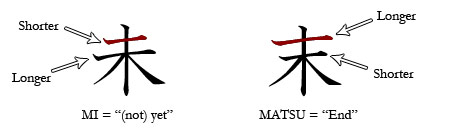 Shorter
Longer
未
MI = “(not) yet”
Longer
Shorter
末
MATSU = “End”